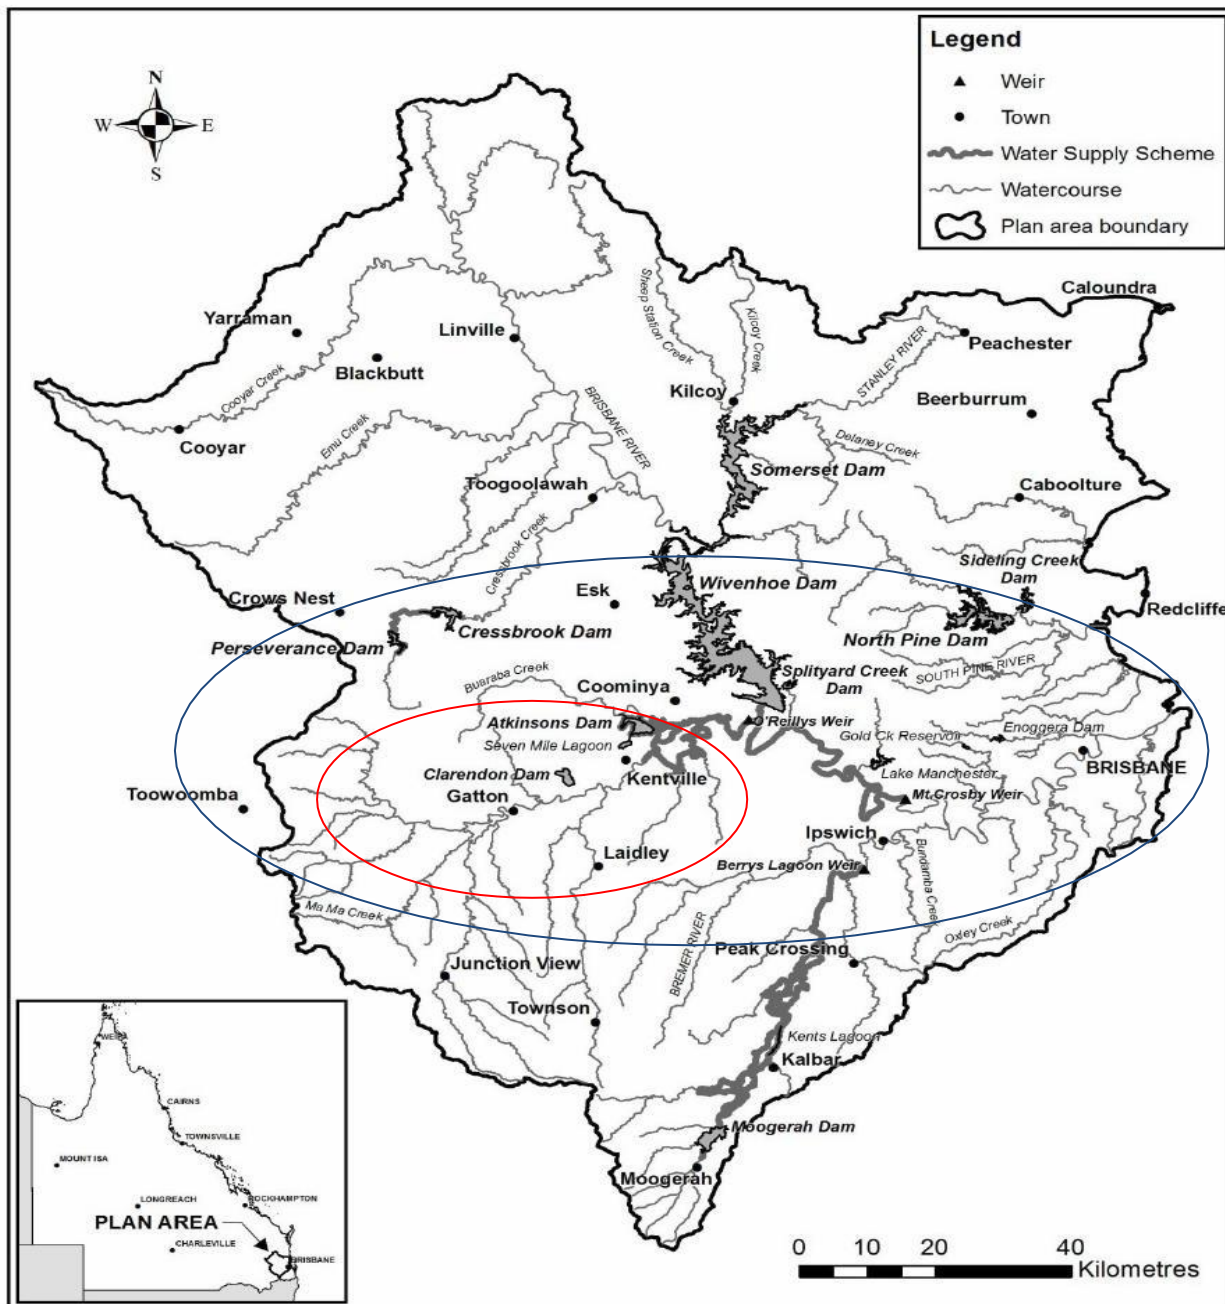 Legend
Weir
Town
Water Supply Scheme
Watercourse
Plan area boundary
N
W
E
S
Caloundra
Yarraman
Linville
Sheep Station Creek
Kilcoy Creek
STANLEY RIVER
Peachester
Blackbutt
Cooyar Creek
Kilcoy
BRISBANE RIVER
Beerburrum
Cooyar
Emu Creek
Delaney Creek
Somerset Dam
Toogoolawah
Caboolture
Cressbrook Creek
Sideling Creek
Dam
Wivenhoe Dam
Esk
Crows Nest
Redcliffe
Cressbrook Dam
North Pine Dam
Perseverance Dam
Buaraba Creek
Splityard Creek
Dam
SOUTH PINE RIVER
Coominya
Atkinsons Dam
O'Reillys Weir
Enoggera Dam
Seven Mile Lagoon
Gold Ck Reservoir
Clarendon Dam
Kentville
Lake Manchester
BRISBANE
Toowoomba
Gatton
Mt.Crosby Weir
Ipswich
Laidley
Berrys Lagoon Weir
Bundamba Creek
Ma Ma Creek
BREMER RIVER
Oxley Creek
Peak Crossing
Junction View
Townson
Kents Lagoon
Kalbar
Moogerah Dam
Moogerah
WEIPA
CAIRNS
TOWNSVILLE
MOUNT ISA
LONGREACH
ROCKHAMPTON
PLAN AREA
CHARLEVILLE
BRISBANE
0 10 20 40
Kilometres